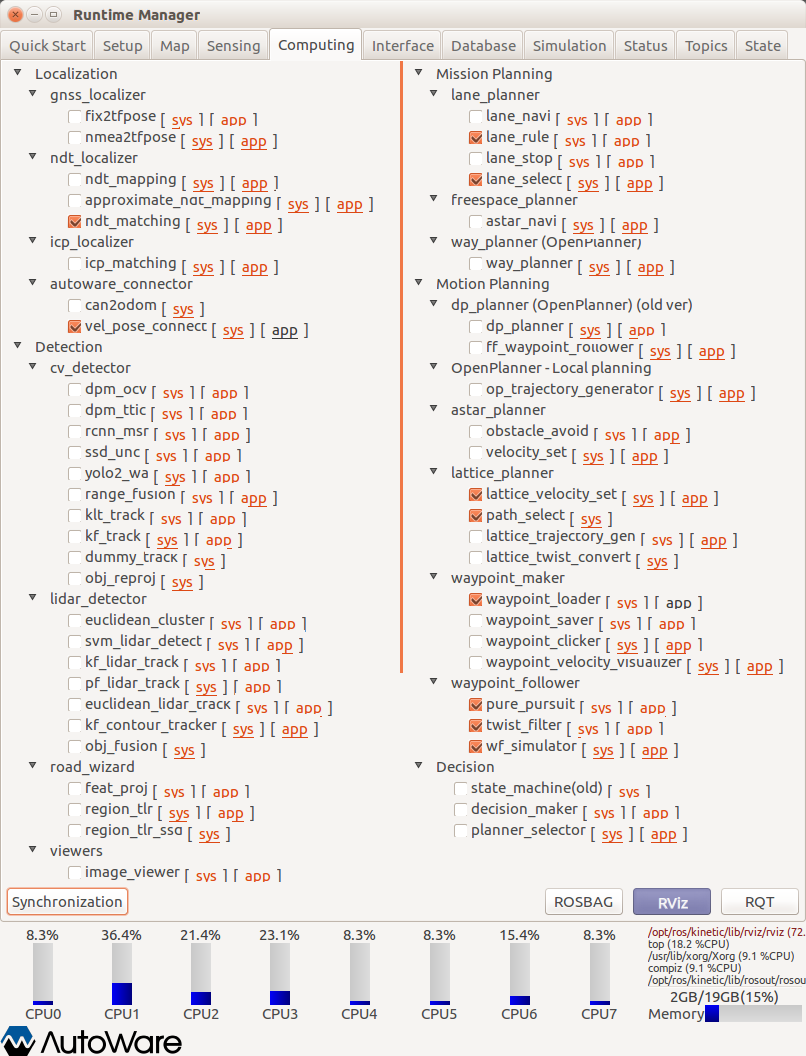 Runtime Manager
Quick Start Setup Map Sensing Computing Interface Database Simulation Status Topics State
Localization
gnss_localizer
fix2tfpose [ sys ] [ app ]
nmea2tfpose [ sys ] [ app ]
ndt_localizer
ndt_mapping [ sys ] [ app ]
approximate_ndt_mapping [ sys ] [ app ]
ndt_matching [ sys ] [ app ]
icp_localizer
icp_matching [ sys ] [ app ]
autoware_connector
can2odom [ sys ]
vel_pose_connect [ sys ] [ app ]
Detection
cv_detector
dpm_ocv [ sys ] [ app ]
dpm_ttic [ sys ] [ app ]
rcnn_msr [ sys ] [ app ]
ssd_unc [ sys ] [ app ]
yolo2_wa [ sys ] [ app ]
range_fusion [ sys ] [ app ]
klt_track [ sys ] [ app ]
kf_track [ sys ] [ app ]
dummy_track [ sys ]
obj_reproj [ sys ]
lidar_detector
euclidean_cluster [ sys ] [ app ]
svm_lidar_detect [ sys ] [ app ]
kf_lidar_track [ sys ] [ app ]
pf_lidar_track [ sys ] [ app ]
euclidean_lidar_track [ sys ] [ app ]
kf_contour_tracker [ sys ] [ app ]
obj_fusion [ sys ]
road_wizard
feat_proj [ sys ] [ app ]
region_tlr [ sys ] [ app ]
region_tlr_ssd [ sys ]
viewers
image_viewer [ sys ] [ app ]
Mission Planning
lane_planner
lane_navi [ sys ] [ app ]
lane_rule [ sys ] [ app ]
lane_stop [ sys ] [ app ]
lane_select [ sys ] [ app ]
freespace_planner
astar_navi [ sys ] [ app ]
way_planner (OpenPlanner)
way_planner [ sys ] [ app ]
Motion Planning
dp_planner (OpenPlanner) (old ver)
dp_planner [ sys ] [ app ]
ff_waypoint_follower [ sys ] [ app ]
OpenPlanner - Local planning
op_trajectory_generator [ sys ] [ app ]
astar_planner
obstacle_avoid [ sys ] [ app ]
velocity_set [ sys ] [ app ]
lattice_planner
lattice_velocity_set [ sys ] [ app ]
path_select [ sys ]
lattice_trajectory_gen [ sys ] [ app ]
lattice_twist_convert [ sys ]
waypoint_maker
waypoint_loader [ sys ] [ app ]
waypoint_saver [ sys ] [ app ]
waypoint_clicker [ sys ] [ app ]
waypoint_velocity_visualizer [ sys ] [ app ]
waypoint_follower
pure_pursuit [ sys ] [ app ]
twist_filter [ sys ] [ app ]
wf_simulator [ sys ] [ app ]
Decision
state_machine(old) [ sys ]
decision_maker [ sys ] [ app ]
planner_selector [ sys ] [ app ]
Synchronization ROSBAG RViz RQT
8.3% 36.4% 21.4% 23.1% 8.3% 8.3% 15.4% 8.3%
CPU0 CPU1 CPU2 CPU3 CPU4 CPU5 CPU6 CPU7
/opt/ros/kinetic/lib/rviz/rviz (72.
top (18.2 %CPU)
/usr/lib/xorg/Xorg (9.1 %CPU)
compiz (9.1 %CPU)
/opt/ros/kinetic/lib/rosout/rosou
2GB/19GB(15%)
Memory
AutoWare